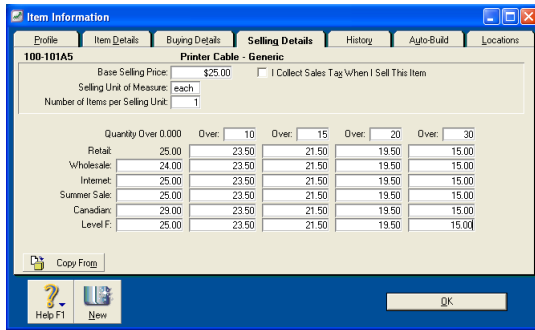 Item Information
Profile Item Details Buying Details Selling Details History Auto-Build Locations
100-101A5 Printer Cable - Generic
Base Selling Price: $25.00 I Collect Sales Tax When I Sell This Item
Selling Unit of Measure: each
Number of Items per Selling Unit: 1
Quantity Over 0.000 Over: 10 Over: 15 Over: 20 Over: 30
Retail: 25.00 23.50 21.50 19.50 15.00
Wholesale: 24.00 23.50 21.50 19.50 15.00
Internet: 25.00 23.50 21.50 19.50 15.00
Summer Sale: 25.00 23.50 21.50 19.50 15.00
Canadian: 29.00 23.50 21.50 19.50 15.00
Level F: 25.00 23.50 21.50 19.50 15.00
Copy From
Help F1 New OK